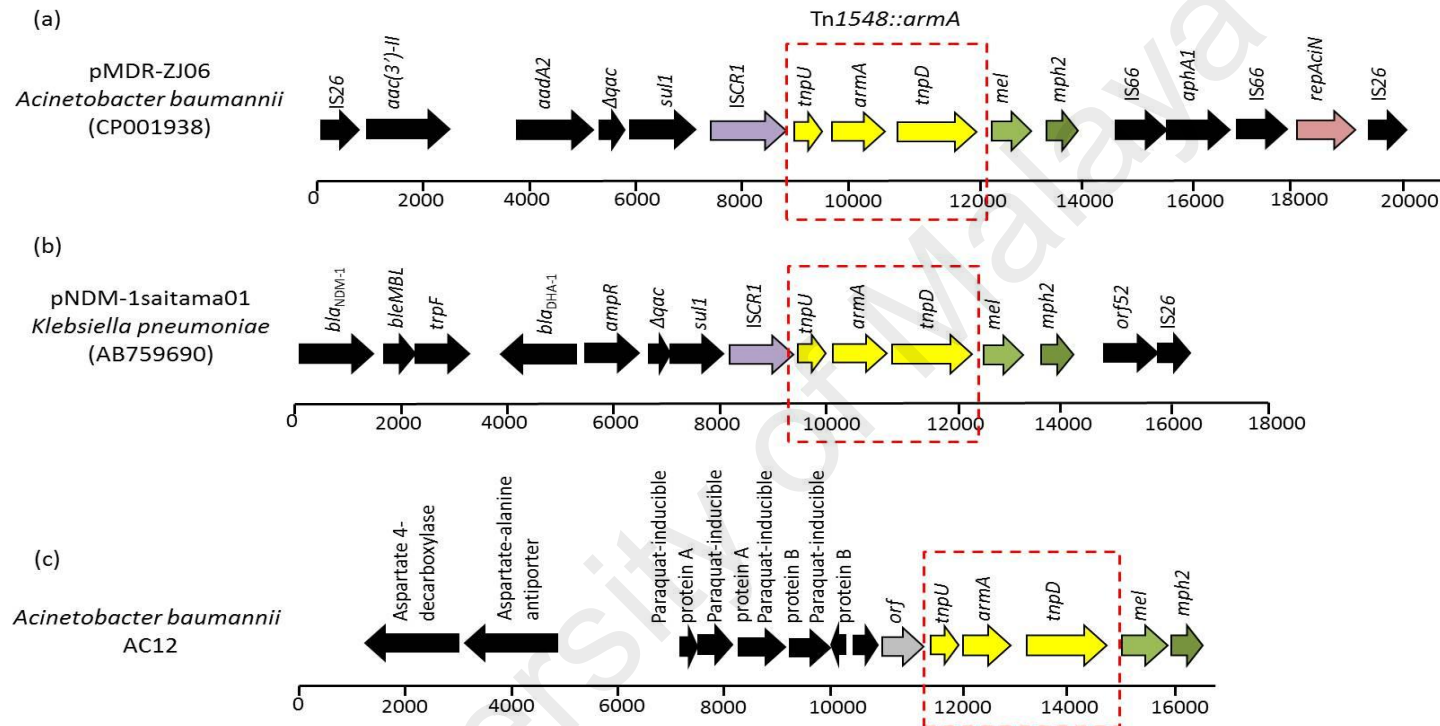 (a)
Tn1548::armA
pMDR-ZJ06
Acinetobacter baumannii
(CP001938)
IS26
aac(3’)-II
aadA2
Δqac
sul1
ISCR1
tnpU
armA
tnpD
mel
mph2
IS66
aphA1
IS66
repAciN
IS26
0 2000 4000 6000 8000 10000 12000 14000 16000 18000 20000
(b)
pNDM-1saitama01
Klebsiella pneumoniae
(AB759690)
blaNDM-1
bleMBL
trpF
blaDHA-1
ampR
Δqac
sul1
ISCR1
tnpU
armA
tnpD
mel
mph2
orf52
IS26
0 2000 4000 6000 8000 10000 12000 14000 16000 18000
(c)
Acinetobacter baumannii
AC12
Aspartate 4-
decarboxylase
Aspartate-alanine
antiporter
Paraquat-inducible
protein A
Paraquat-inducible
protein A
Paraquat-inducible
protein B
Paraquat-inducible
protein B
orf
tnpU
armA
tnpD
mel
mph2
0 2000 4000 6000 8000 10000 12000 14000 16000
ersity of Malaya